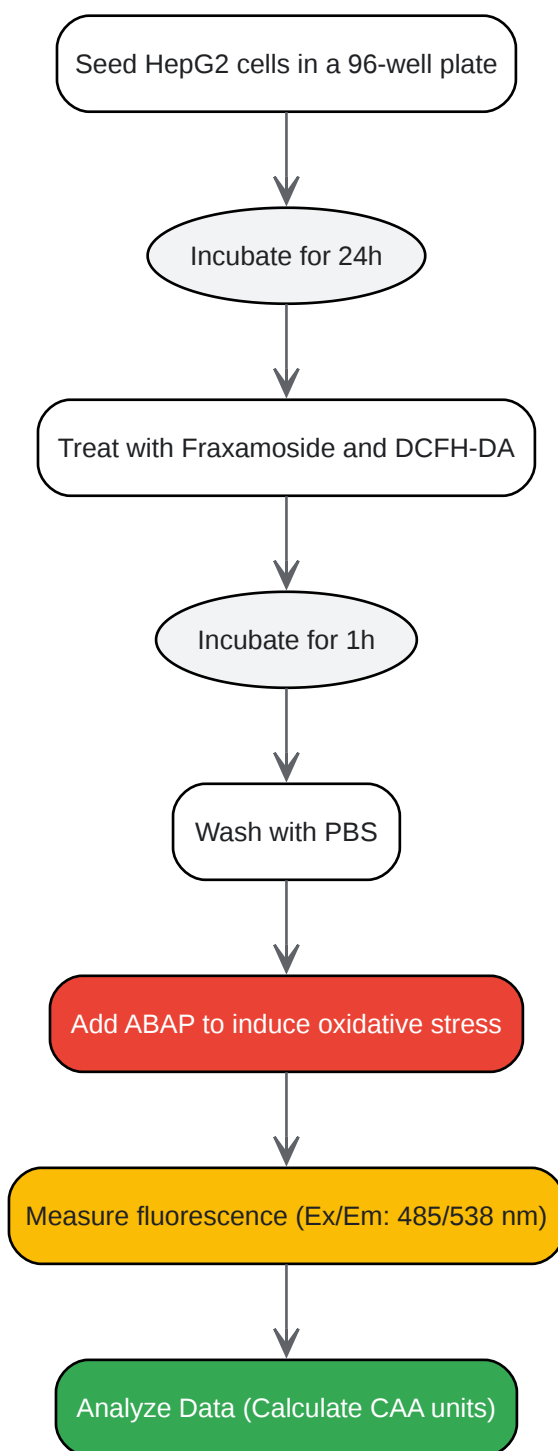 Seed HepG2 cells in a 96-well plate
Incubate for 24h
Treat with Fraxamoside and DCFH-DA
Incubate for 1h
Wash with PBS
Add ABAP to induce oxidative stress
Measure fluorescence (Ex/Em: 485/538 nm)
Analyze Data (Calculate CAA units)